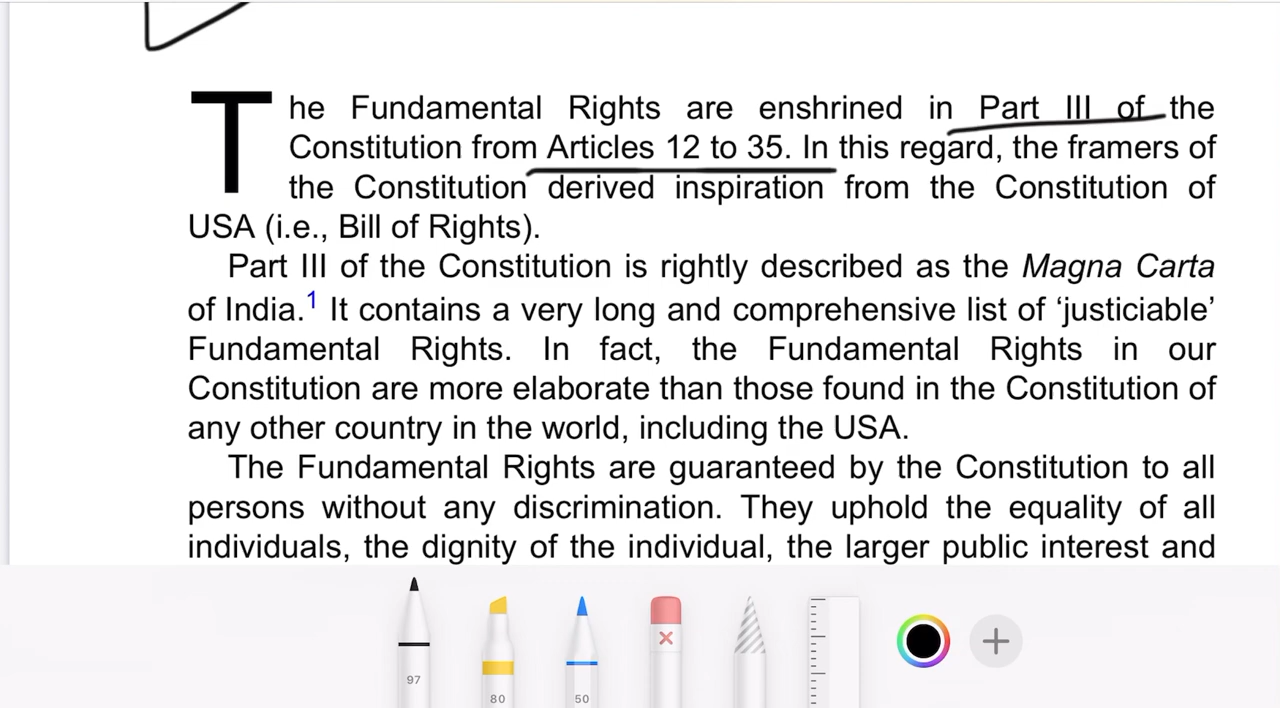 The Fundamental Rights are enshrined in Part III of the
Constitution from Articles 12 to 35. In this regard, the framers of
the Constitution derived inspiration from the Constitution of
USA (i.e., Bill of Rights).
Part III of the Constitution is rightly described as the Magna Carta
of India.1 It contains a very long and comprehensive list of ‘justiciable’
Fundamental Rights. In fact, the Fundamental Rights in our
Constitution are more elaborate than those found in the Constitution of
any other country in the world, including the USA.
The Fundamental Rights are guaranteed by the Constitution to all
persons without any discrimination. They uphold the equality of all
individuals, the dignity of the individual, the larger public interest and
97
80
50